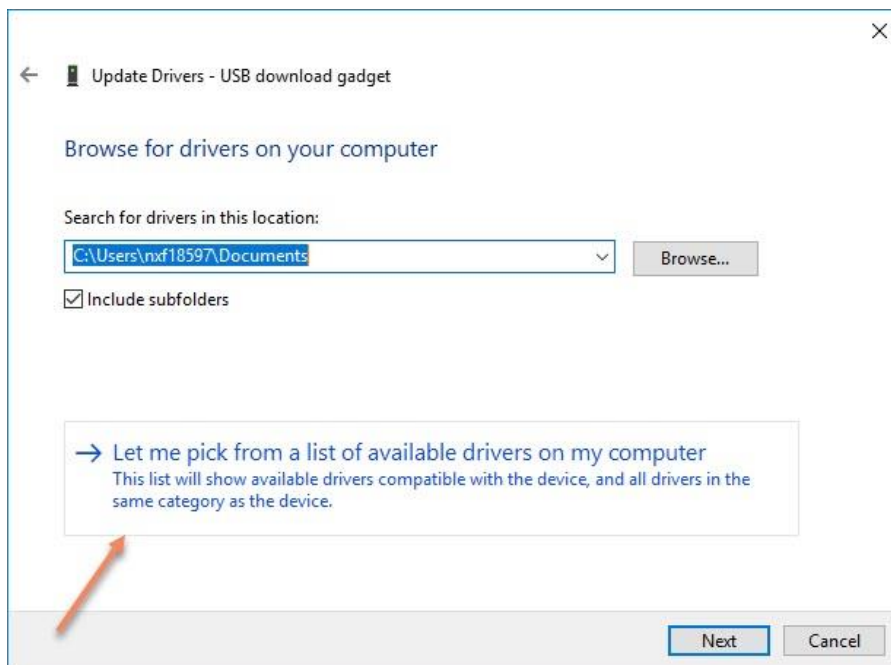 Update Drivers - USB download gadget
Browse for drivers on your computer
Search for drivers in this location:
C:\Users\nxf18597\Documents
Browse...
Include subfolders
Let me pick from a list of available drivers on my computer
This list will show available drivers compatible with the device, and all drivers in the
same category as the device.
Next
Cancel